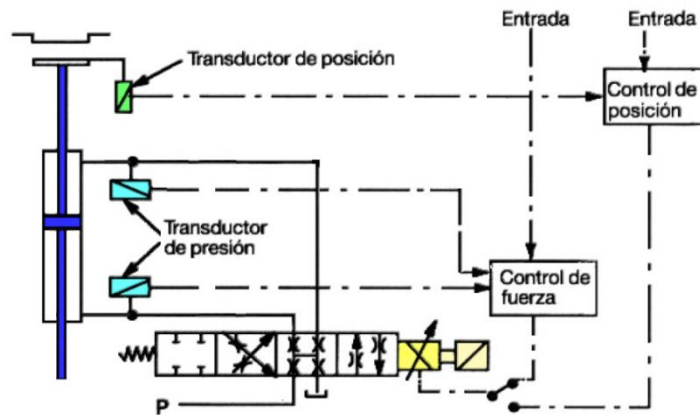 Entrada
Entrada
Transductor de posición
Control de
posición
Transductor
de presión
Control de
fuerza
P